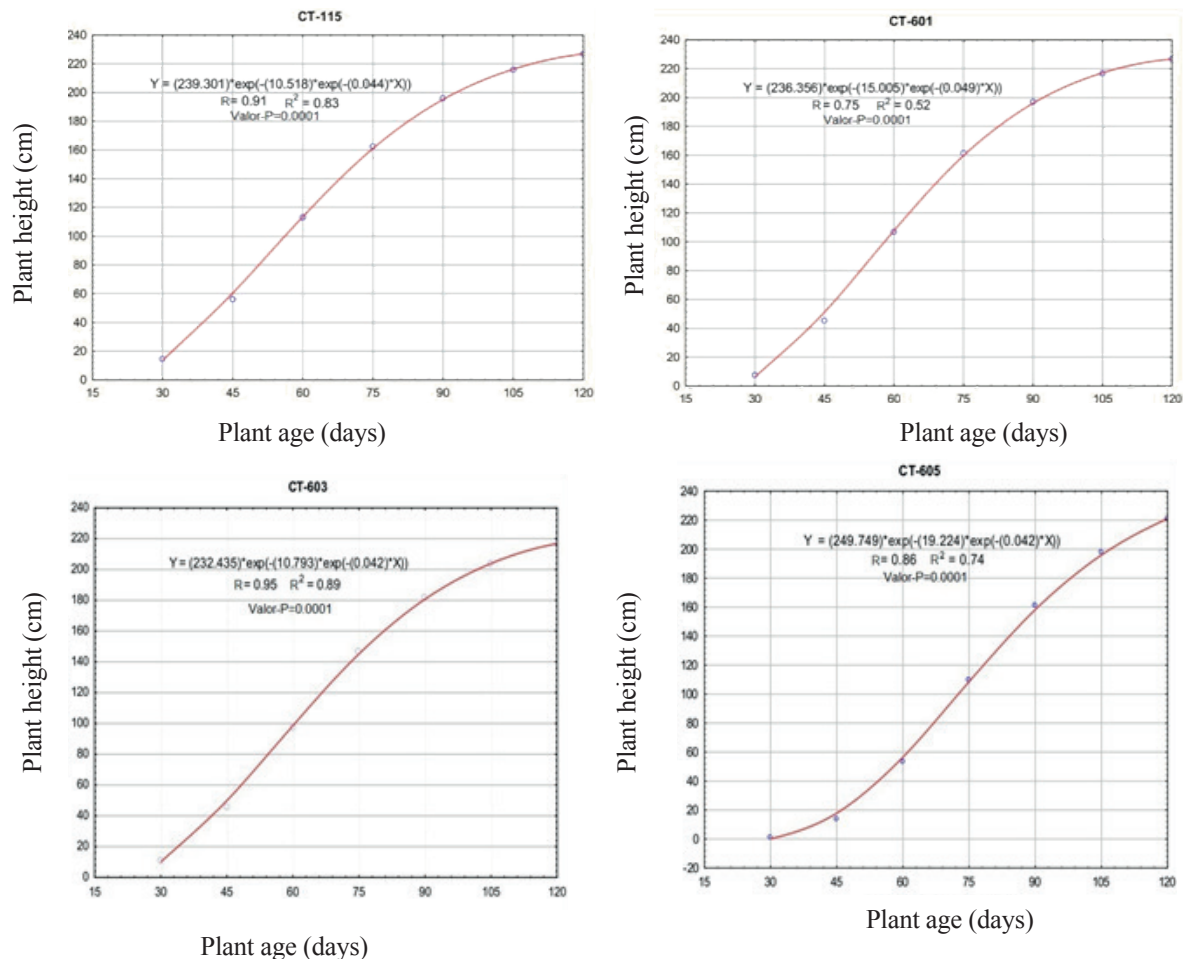 CT-115
Y = (239.301)*exp(-(10.518)*exp(-(0.044)*X))
R= 0.91 R² = 0.83
Valor-P=0.0001
Plant height (cm)
240
220
200
180
160
140
120
100
80
60
40
20
0
15 30 45 60 75 90 105 120
Plant age (days)
CT-601
Y = (236.356)*exp(-(15.005)*exp(-(0.049)*X))
R= 0.75 R² = 0.52
Valor-P=0.0001
Plant height (cm)
240
220
200
180
160
140
120
100
80
60
40
20
0
15 30 45 60 75 90 105 120
Plant age (days)
CT-603
Y = (232.435)*exp(-(10.793)*exp(-(0.042)*X))
R= 0.95 R² = 0.89
Valor-P=0.0001
Plant height (cm)
240
220
200
180
160
140
120
100
80
60
40
20
0
15 30 45 60 75 90 105 120
Plant age (days)
CT-605
Y = (249.749)*exp(-(19.224)*exp(-(0.042)*X))
R= 0.86 R² = 0.74
Valor-P=0.0001
Plant height (cm)
240
220
200
180
160
140
120
100
80
60
40
20
0
-20
15 30 45 60 75 90 105 120
Plant age (days)